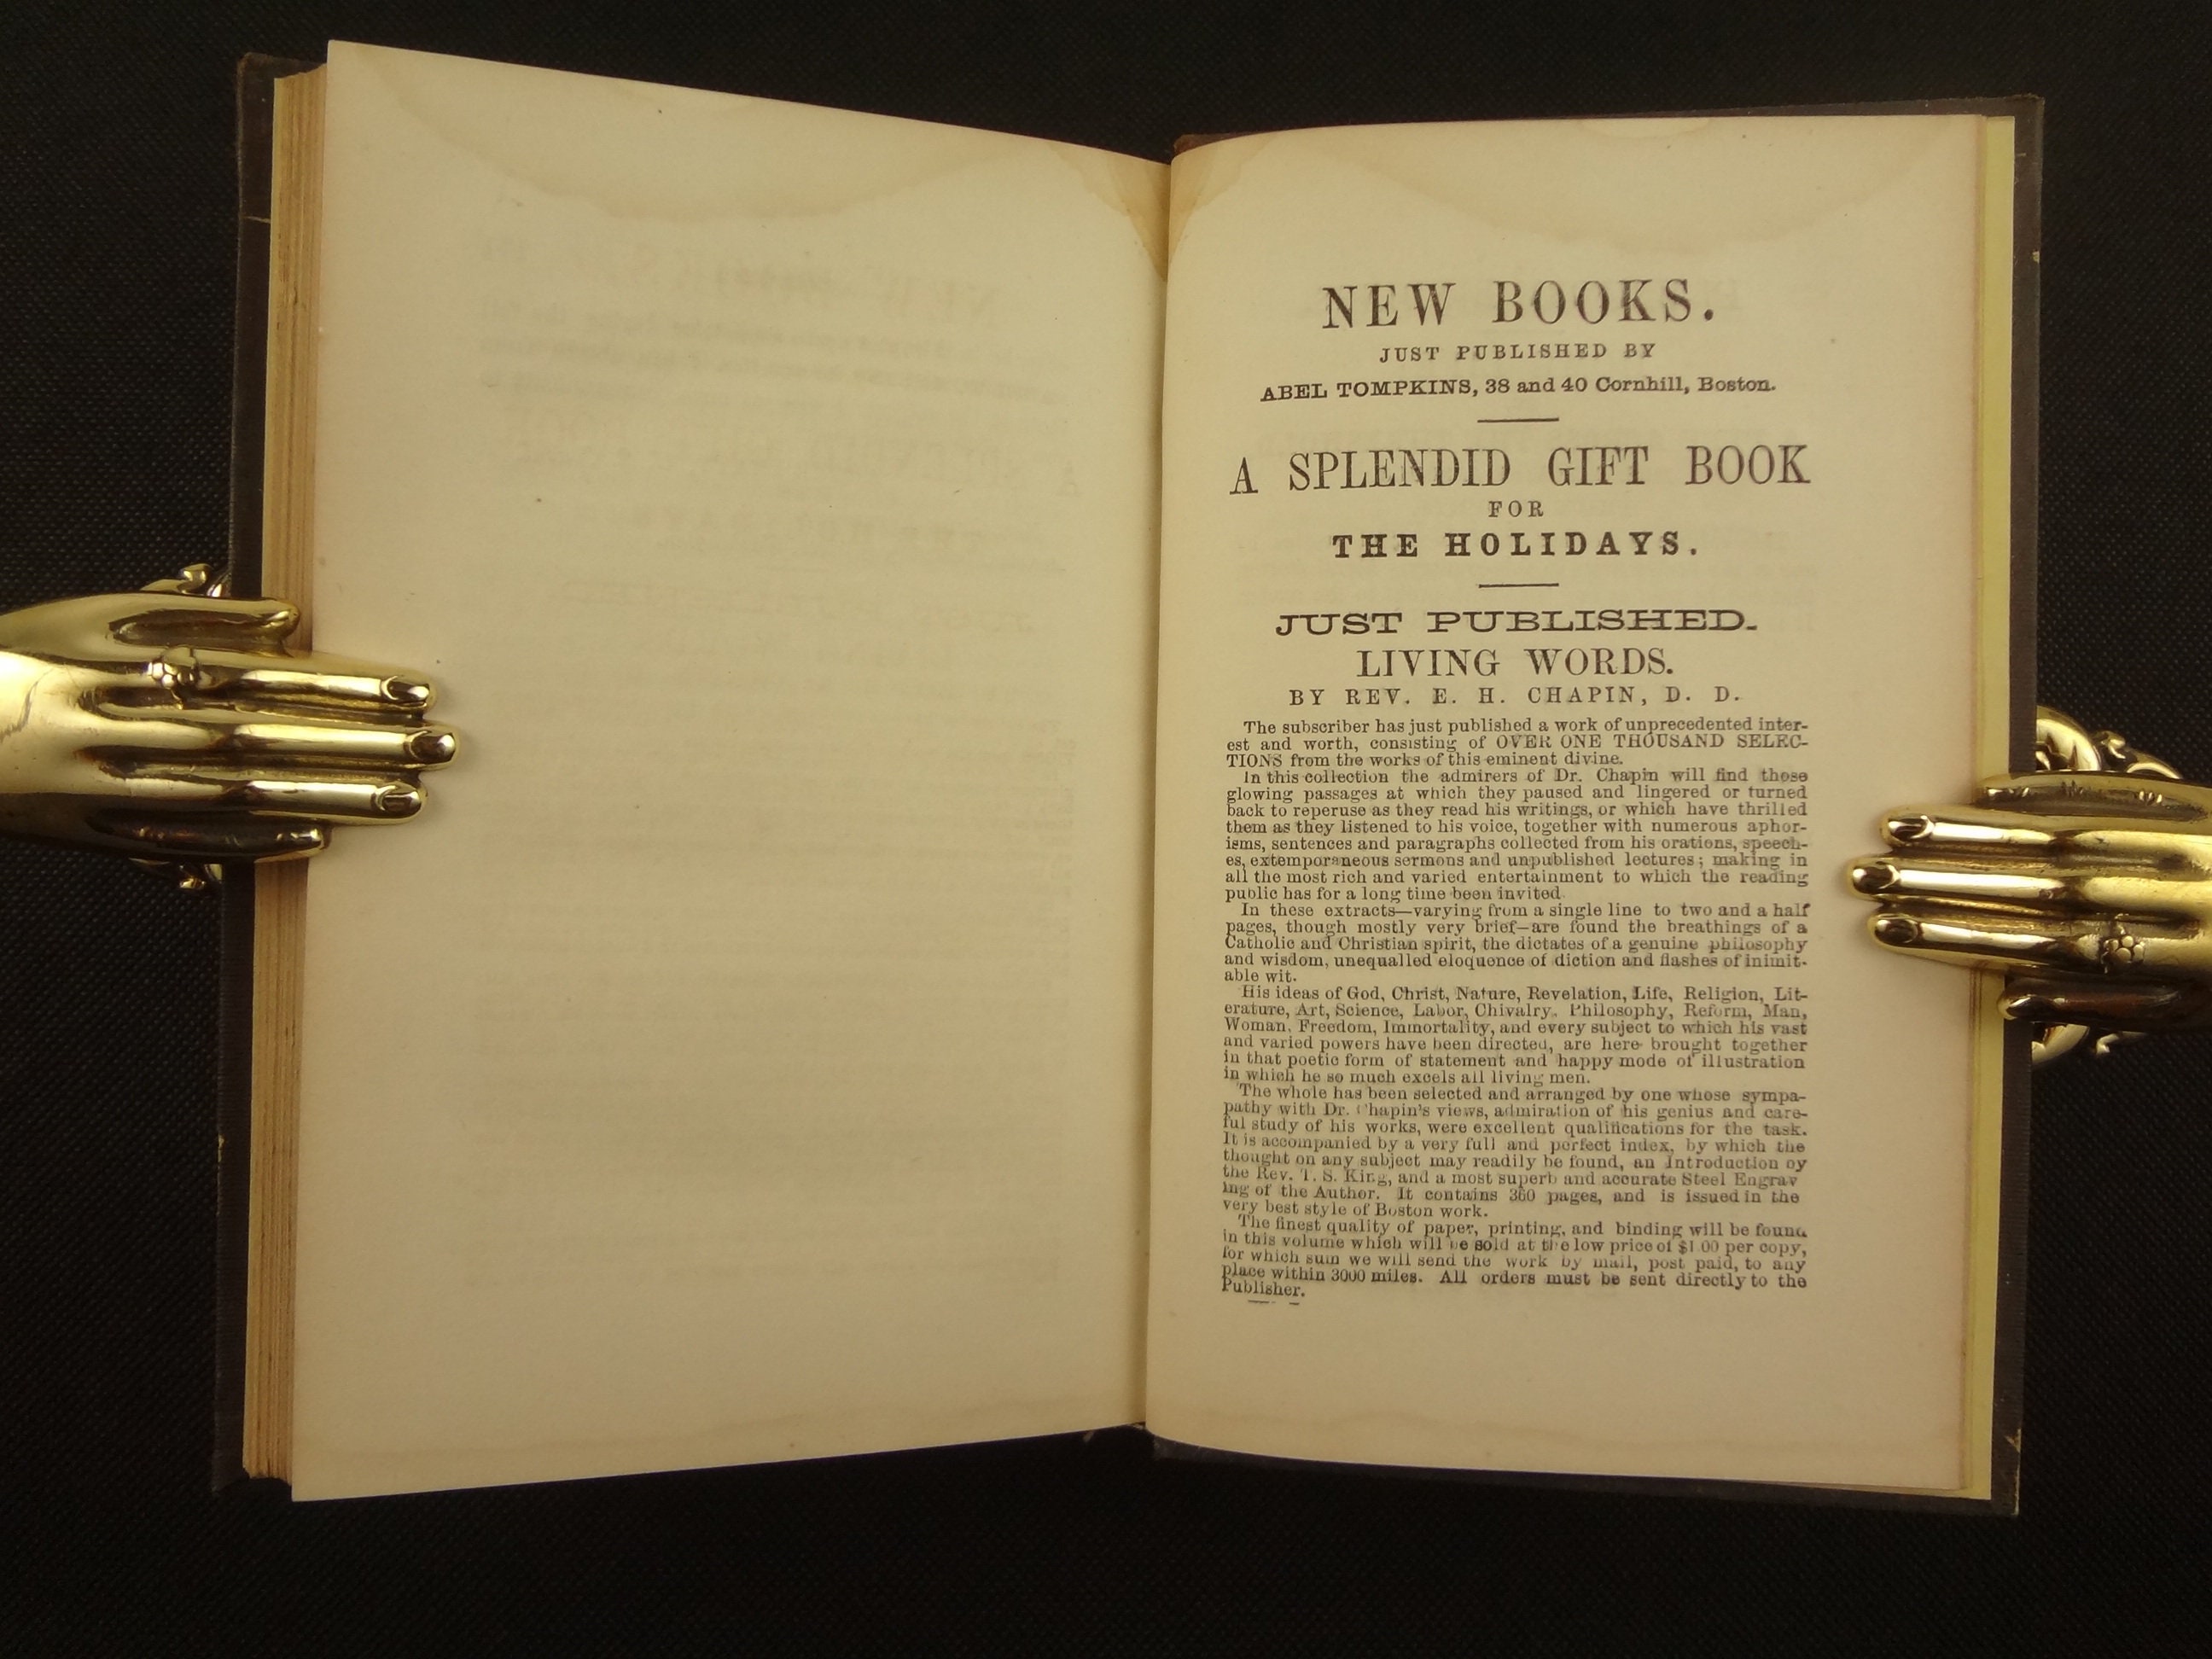 NEW BOOKS.
JUST PUBLISHED BY
ABEL TOMPKINS, 38 and 40 Cornhill, Boston.
A SPLENDID GIFT BOOK
FOR
THE HOLIDAYS.
JUST PUBLISHED.
LIVING WORDS.
BY REV. E. H. CHAPIN, D. D.
The subscriber has just published a work of unprecedented inter-
est and worth, consisting of OVER ONE THOUSAND SELEC-
TIONS from the works of this eminent divine.
In this collection the admirers of Dr. Chapin will find those
glowing passages at which they paused and lingered or turned
back to reperuse as they read his writings, or which have thrilled
them as they listened to his voice, together with numerous aphor-
isms, sentences and paragraphs collected from his orations, speech-
es, extemporaneous sermons and unpublished lectures; making in
all the most rich and varied entertainment to which the reading
public has for a long time been invited.
In these extracts—varying from a single line to two and a half
pages, though mostly very brief—are found the breathings of a
Catholic and Christian spirit, the dictates of a genuine philosophy
and wisdom, unequalled eloquence of diction and flashes of inimit-
able wit.
His ideas of God, Christ, Nature, Revelation, Life, Religion, Lit-
erature, Art, Science, Labor, Chivalry, Philosophy, Reform, Man,
Woman, Freedom, Immortality, and every subject to which his vast
and varied powers have been directed, are here brought together
in that poetic form of statement and happy mode of illustration
in which he so much excels all living men.
The whole has been selected and arranged by one whose sympa-
pathy with Dr. Chapin's views, admiration of his genius and care-
ful study of his works, were excellent qualifications for the task.
It is accompanied by a very full and perfect index, by which the
thought on any subject may readily be found, an Introduction by
the Rev. T. S. King, and a most superb and accurate Steel Engrav
ing of the Author. It contains 360 pages, and is issued in the
very best style of Boston work.
The finest quality of paper, printing, and binding will be found
in this volume which will be sold at the low price of $1.00 per copy,
for which sum we will send the work by mail, post paid, to any
place within 3000 miles. All orders must be sent directly to the
Publisher.